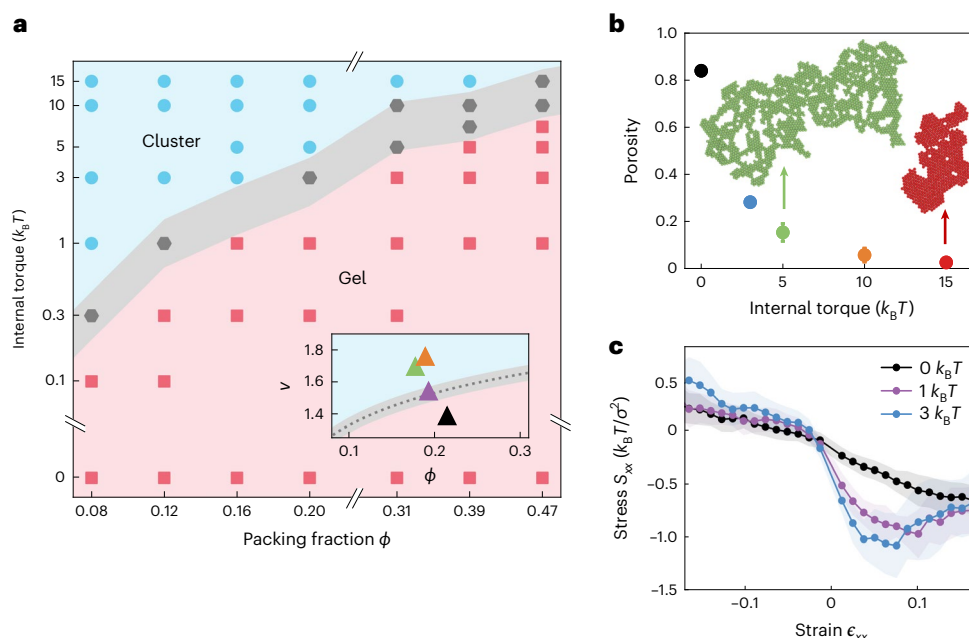 a
Internal torque (kBT)
15
10
5
3
1
0.3
0.1
0
Cluster
Gel
ν
1.8
1.6
1.4
0.1
0.2
0.3
ϕ
0.08
0.12
0.16
0.20
0.31
0.39
0.47
Packing fraction ϕ
b
Porosity
1.0
0.8
0.6
0.4
0.2
0
0
5
10
15
Internal torque (kBT)
c
Stress Sxx (kBT/σ²)
0.5
0
−0.5
−1.0
−1.5
0 kBT
1 kBT
3 kBT
−0.1
0
0.1
Strain ϵxx